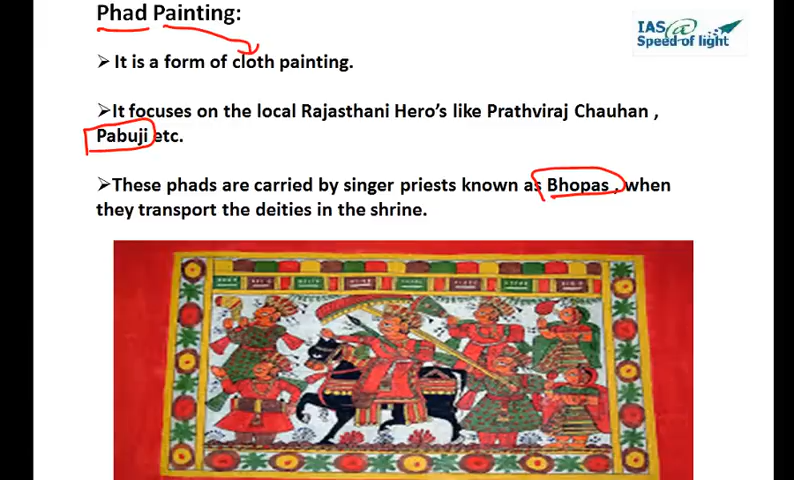 Phad Painting:
IAS@
Speed of light
➢ It is a form of cloth painting.
➢It focuses on the local Rajasthani Hero's like Prathviraj Chauhan ,
Pabuji etc.
➢These phads are carried by singer priests known as Bhopas , when
they transport the deities in the shrine.